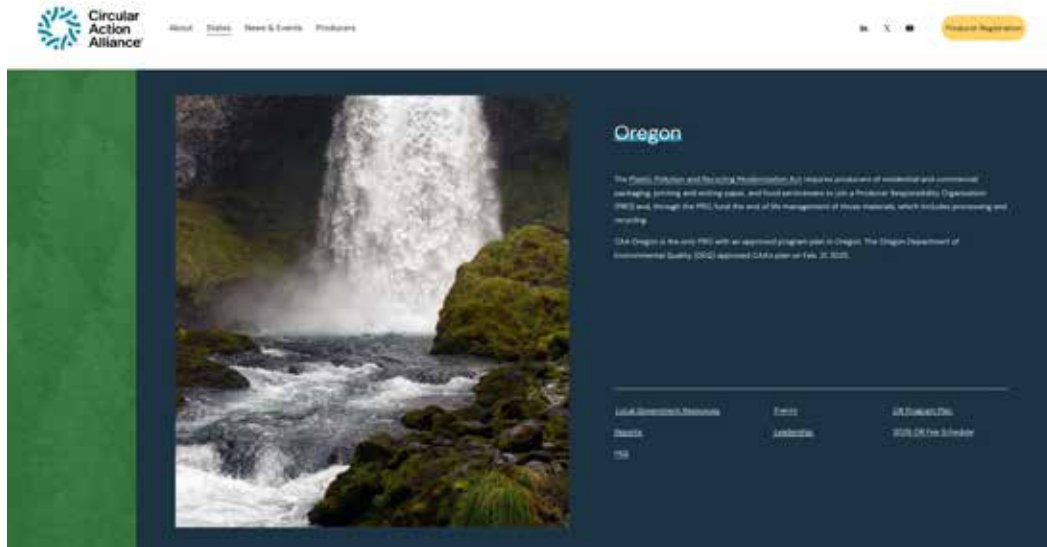 Circular
Action
Alliance
About States News & Events Producers
Producer Registration
Oregon
The Plastic Pollution and Recycling Modernization Act requires producers of residential and commercial
packaging, printing and writing paper, and food serviceware to join a Producer Responsibility Organization
(PRO) and, through the PRO, fund the end of life management of those materials, which includes processing and
recycling.
CAA Oregon is the only PRO with an approved program plan in Oregon. The Oregon Department of
Environmental Quality (DEQ) approved CAA's plan on Feb. 21, 2025.
Local Government Resources Events OR Program Plan
Reports Leadership 2026 OR Fee Schedule
FAQ